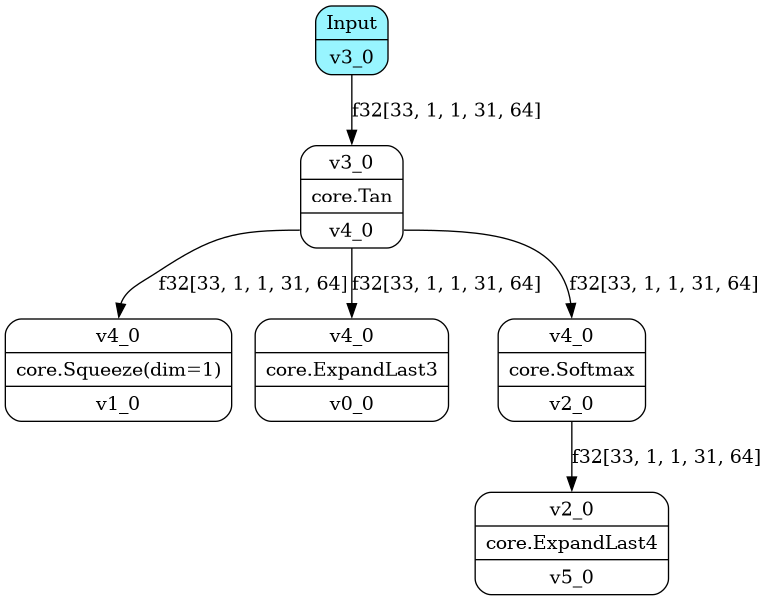 Input
v3_0
f32[33, 1, 1, 31, 64]
v3_0
core.Tan
v4_0
f32[33, 1, 1, 31, 64]
f32[33, 1, 1, 31, 64]
f32[33, 1, 1, 31, 64]
v4_0
core.Squeeze(dim=1)
v1_0
v4_0
core.ExpandLast3
v0_0
v4_0
core.Softmax
v2_0
f32[33, 1, 1, 31, 64]
v2_0
core.ExpandLast4
v5_0